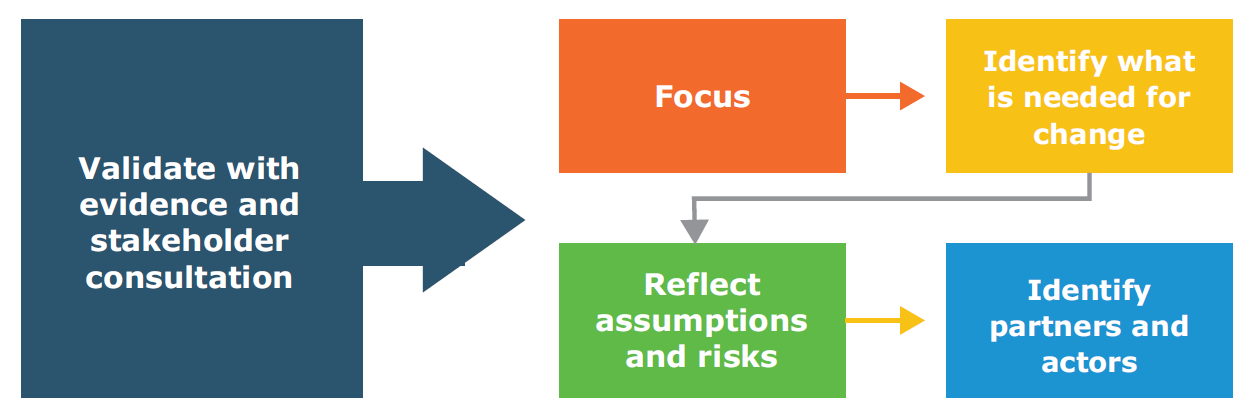 Validate with
evidence and
stakeholder
consultation
Focus
Identify what
is needed for
change
Reflect
assumptions
and risks
Identify
partners and
actors